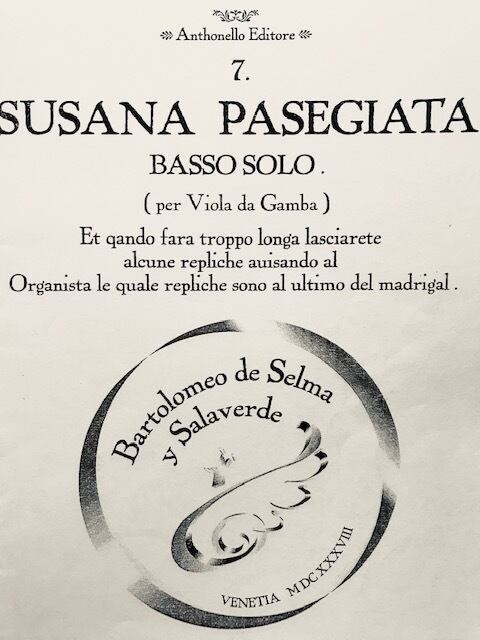 Anthonello Editore
7.
SUSANA PASEGIATA
BASSO SOLO .
( per Viola da Gamba )
Et qando fara troppo longa lasciarete
alcune repliche auisando al
Organista le quale repliche sono al ultimo del madrigal .
Bartolomeo de Selma
y Salaverde
VENETIA MDCXXXVIII